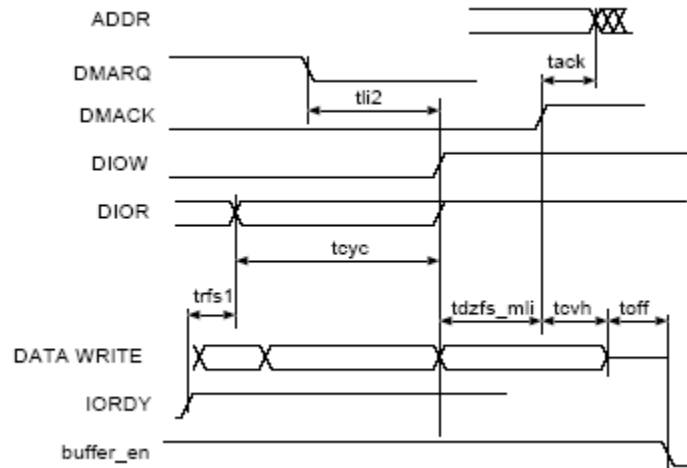 ADDR
DMARQ
tack
tli2
DMACK
DIOW
DIOR
tcyc
trfs1
tdzfs_mli
tcvh
toff
DATA WRITE
IORDY
buffer_en